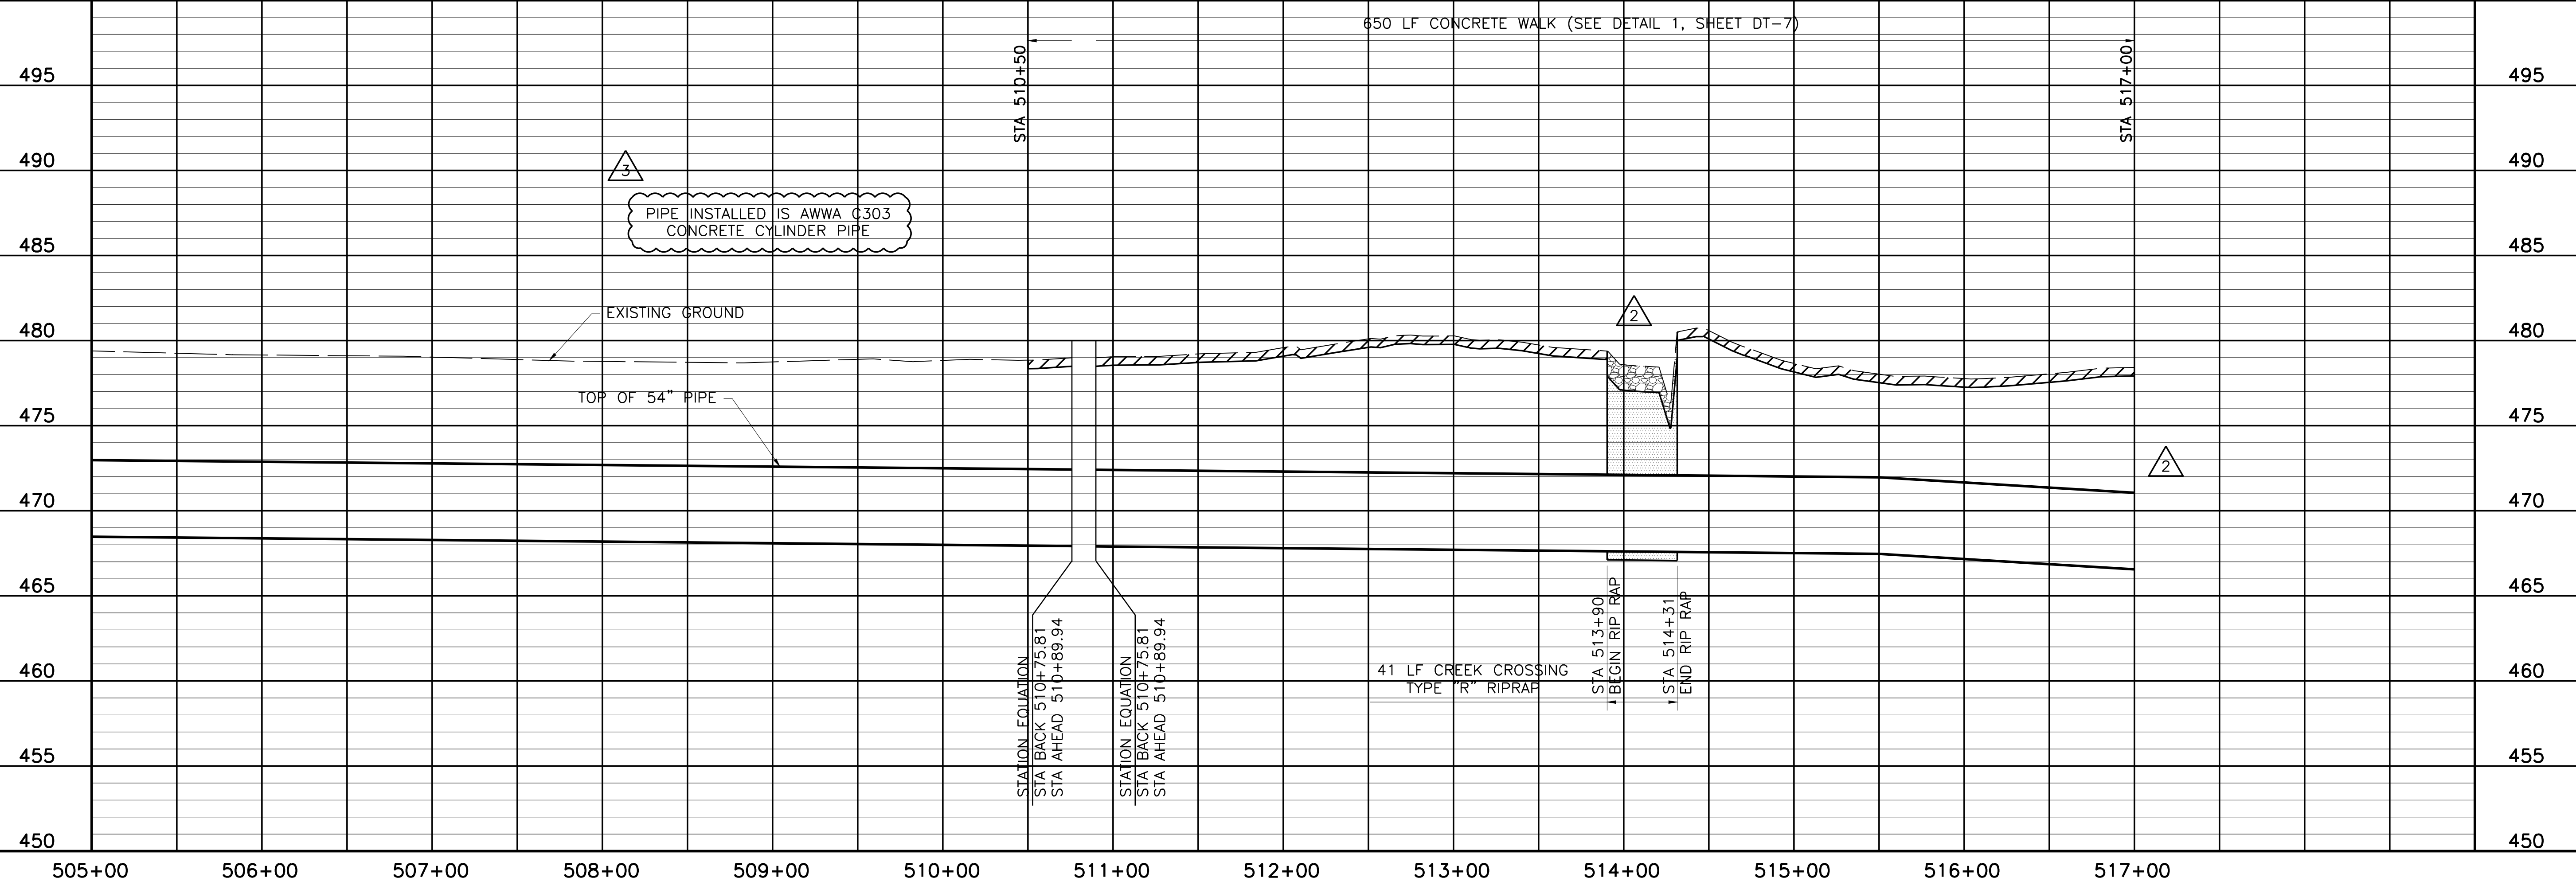 650 LF CONCRETE WALK (SEE DETAIL 1, SHEET DT-7)
STA 510+50
STA 517+00
495
495
490
490
3
PIPE INSTALLED IS AWWA C303
CONCRETE CYLINDER PIPE
485
485
EXISTING GROUND
2
480
480
TOP OF 54" PIPE
475
475
2
470
470
465
465
STATION EQUATION
STA BACK 510+75.81
STA AHEAD 510+89.94
STATION EQUATION
STA BACK 510+75.81
STA AHEAD 510+89.94
41 LF CREEK CROSSING
TYPE "R" RIPRAP
STA 513+90
BEGIN RIP RAP
STA 514+31
END RIP RAP
460
460
455
455
450
450
505+00 506+00 507+00 508+00 509+00 510+00 511+00 512+00 513+00 514+00 515+00 516+00 517+00